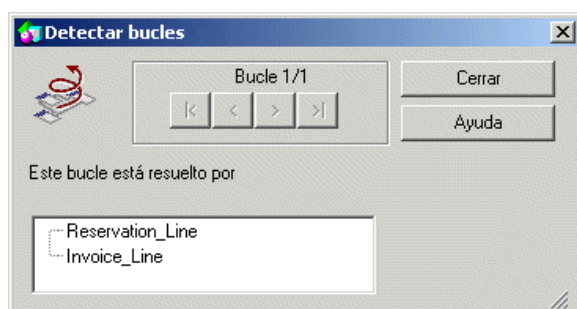 Detectar bucles
Bucle 1/1
Cerrar
Ayuda
Este bucle está resuelto por
Reservation_Line
Invoice_Line